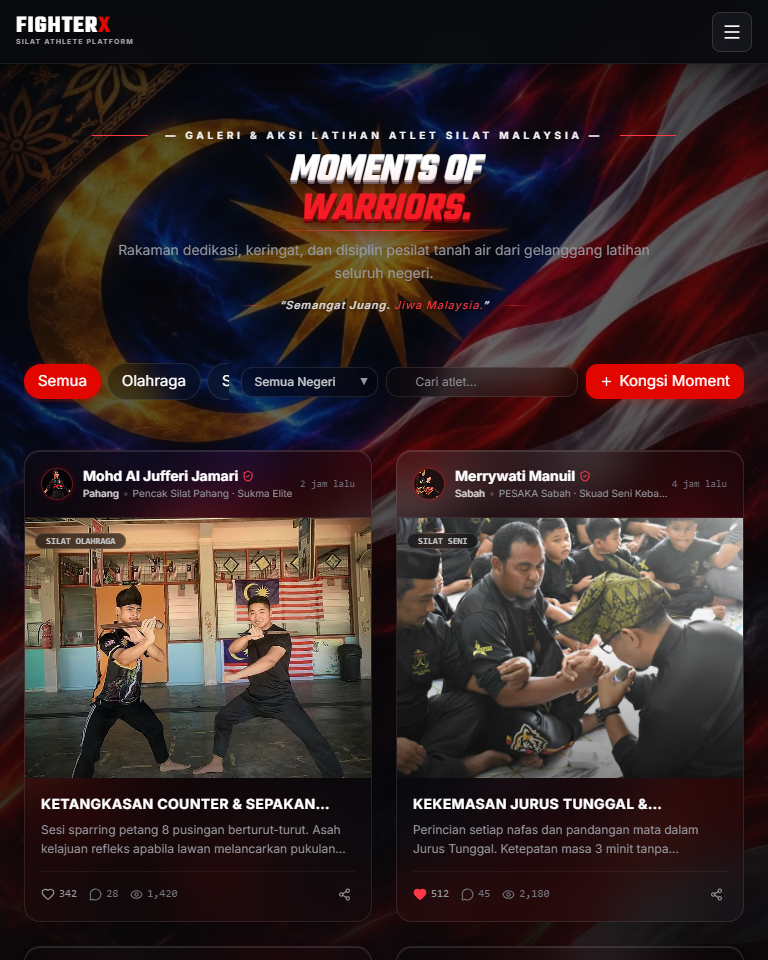 FIGHTERX
SILAT ATHLETE PLATFORM
— GALERI & AKSI LATIHAN ATLET SILAT MALAYSIA —
MOMENTS OF
WARRIORS.
Rakaman dedikasi, keringat, dan disiplin pesilat tanah air dari gelanggang latihan
seluruh negeri.
"Semangat Juang. Jiwa Malaysia."
Semua
Olahraga
S
Semua Negeri
Cari atlet...
+ Kongsi Moment
Mohd Al Jufferi Jamari
2 jam lalu
Pahang • Pencak Silat Pahang · Sukma Elite
SILAT OLAHRAGA
KETANGKASAN COUNTER & SEPAKAN...
Sesi sparring petang 8 pusingan berturut-turut. Asah
kelajuan refleks apabila lawan melancarkan pukulan...
342 28 1,420
Merrywati Manuil
4 jam lalu
Sabah • PESAKA Sabah · Skuad Seni Keba...
SILAT SENI
KEKEMASAN JURUS TUNGGAL &...
Perincian setiap nafas dan pandangan mata dalam
Jurus Tunggal. Ketepatan masa 3 minit tanpa...
512 45 2,180